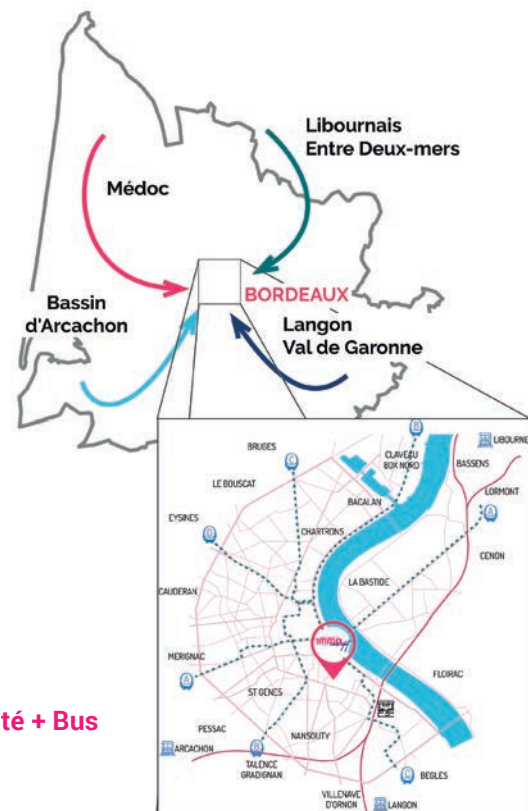 Libournais
Entre Deux-mers
Médoc
BORDEAUX
Bassin
d'Arcachon
Langon
Val de Garonne
B
LIBOURNE
BRUGES
CLAVEAU
BOX NORD
BASSENS
C
LE BOUSCAT
LORMONT
BACALAN
A
EYSINES
CHARTRONS
D
CENON
LA BASTIDE
CAUDERAN
immo
MERIGNAC
FLOIRAC
A
ST GENES
PESSAC
NANSOUTY
té + Bus
ARCACHON
B
TALENCE
GRADIGNAN
C
BEGLES
VILLENAVE
D'ORNON
LANGON